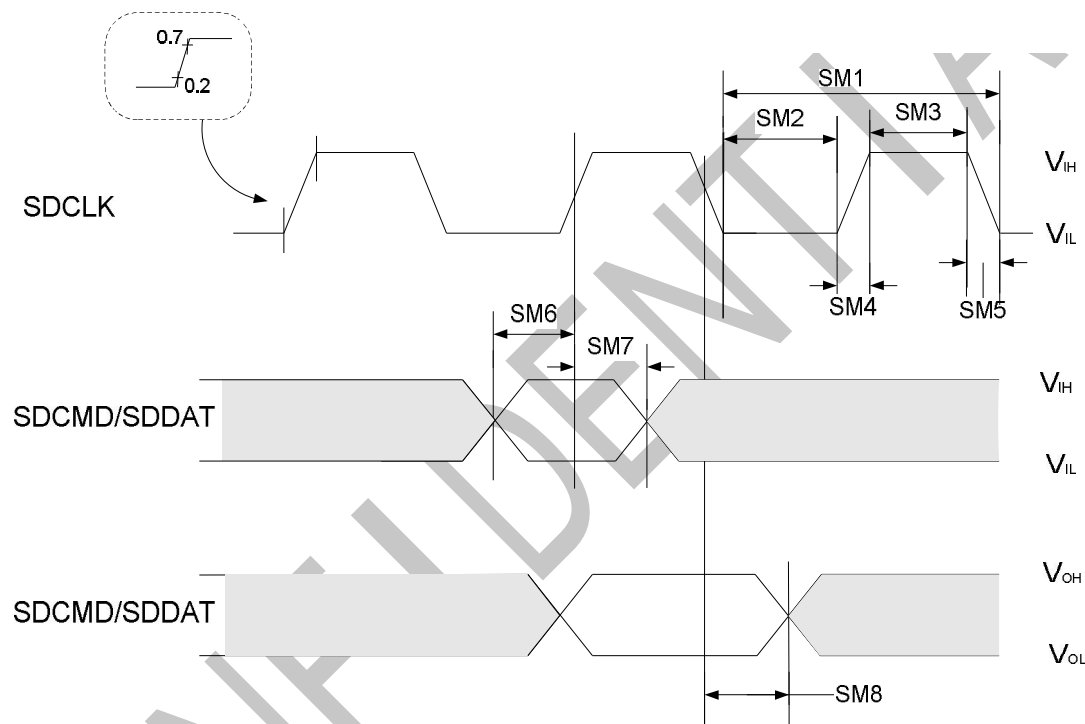 0.7
0.2
SM1
SM2
SM3
SDCLK
VIH
VIL
SM4
SM5
SM6
SM7
SDCMD/SDDAT
VIH
VIL
SDCMD/SDDAT
VOH
VOL
SM8
NFIDENTIA